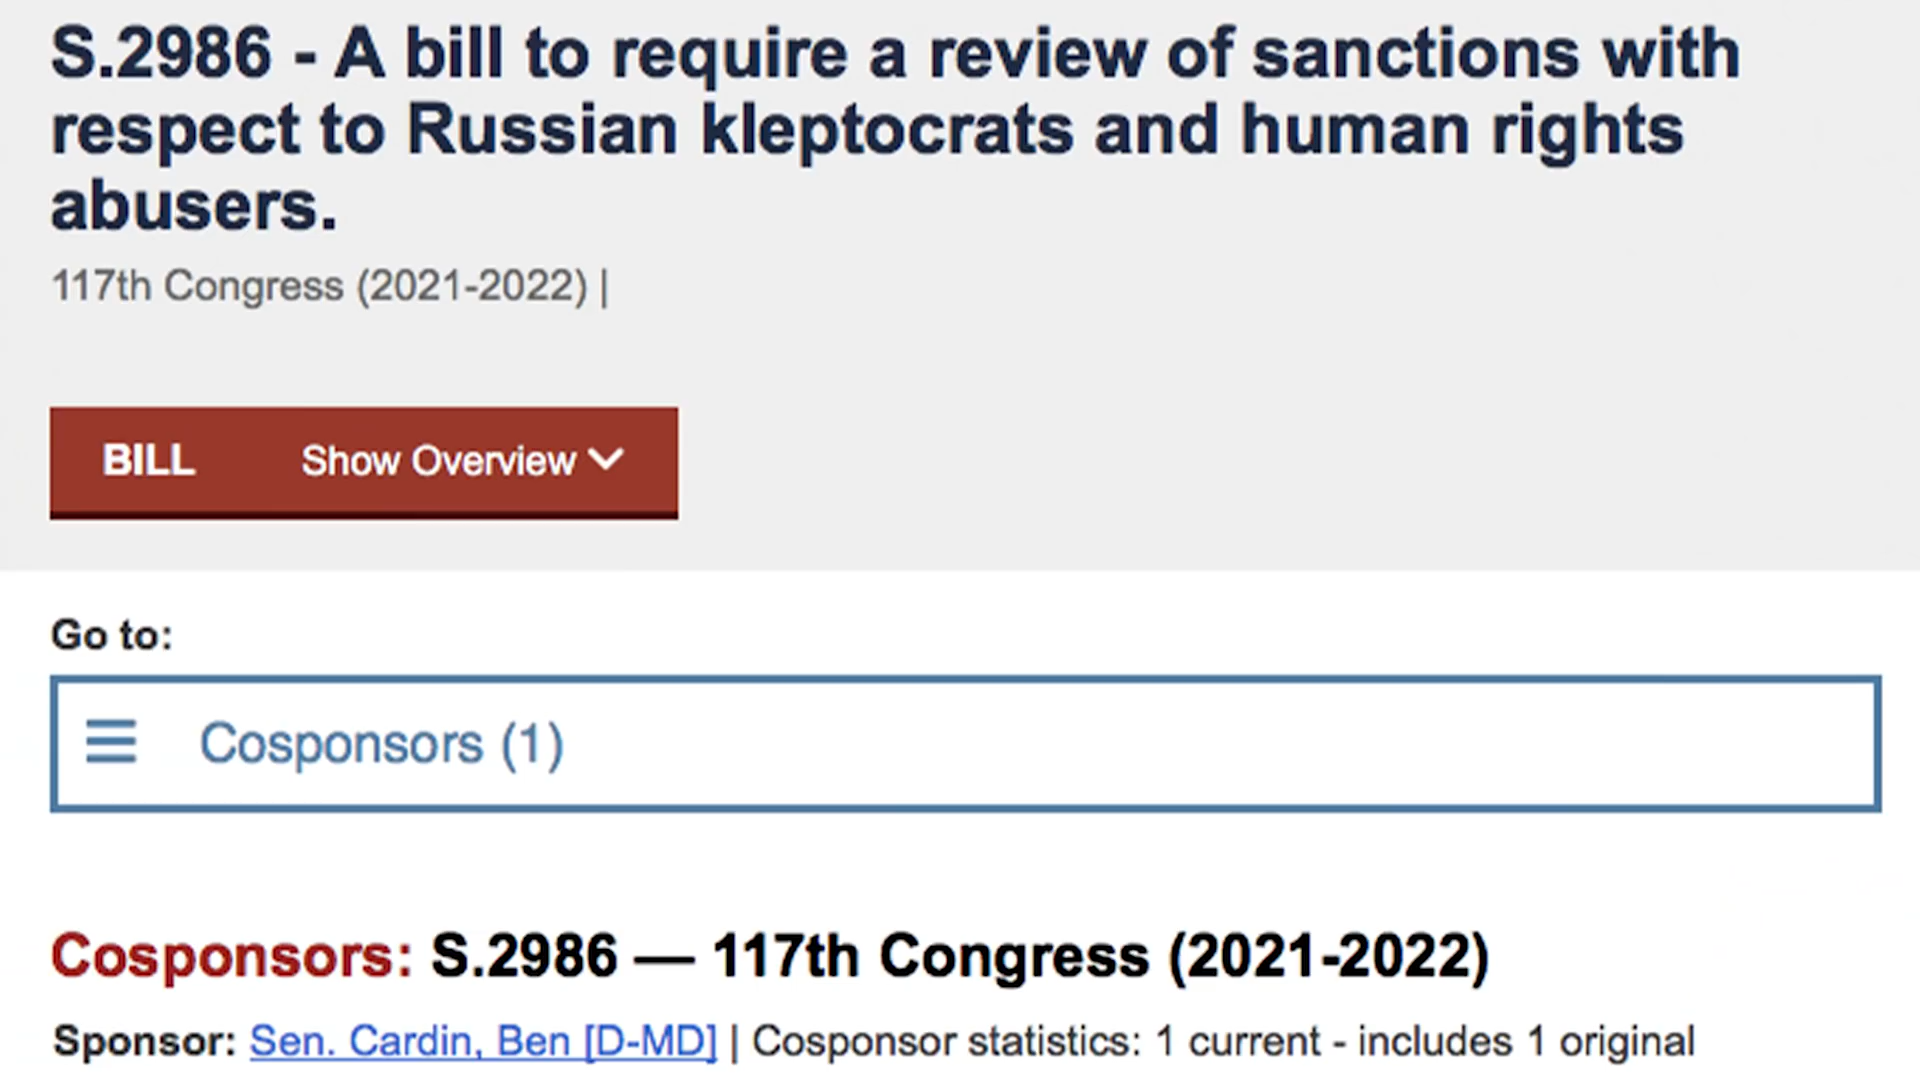 S.2986 - A bill to require a review of sanctions with
respect to Russian kleptocrats and human rights
abusers.
117th Congress (2021-2022) |
BILL Show Overview
Go to:
Cosponsors (1)
Cosponsors: S.2986 — 117th Congress (2021-2022)
Sponsor: Sen. Cardin, Ben [D-MD] | Cosponsor statistics: 1 current - includes 1 original